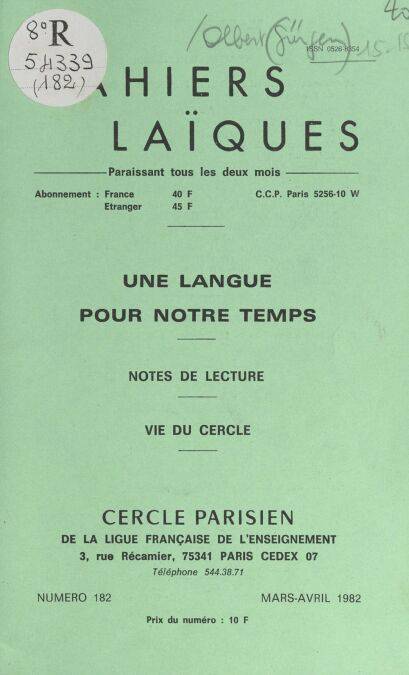 8° R
54339
(182)
(Albert (Jürgen)
ISSN 0526-8354
AHIERS
LAÏQUES
Paraissant tous les deux mois
Abonnement : France 40 F C.C.P. Paris 5256-10 W
Etranger 45 F
UNE LANGUE
POUR NOTRE TEMPS
NOTES DE LECTURE
VIE DU CERCLE
CERCLE PARISIEN
DE LA LIGUE FRANÇAISE DE L'ENSEIGNEMENT
3, rue Récamier, 75341 PARIS CEDEX 07
Téléphone 544.38.71
NUMERO 182 MARS-AVRIL 1982
Prix du numéro : 10 F